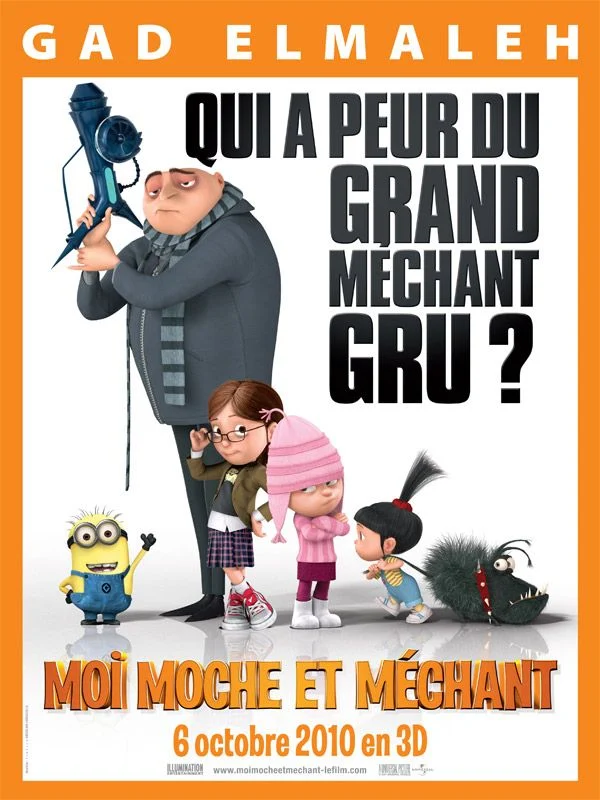 GAD ELMALEH
QUI A PEUR DU
GRAND
MÉCHANT
GRU ?
MOI MOCHE ET MÉCHANT
6 octobre 2010 en 3D
ILLUMINATION
ENTERTAINMENT
www.moimocheetmechant-lefilm.com